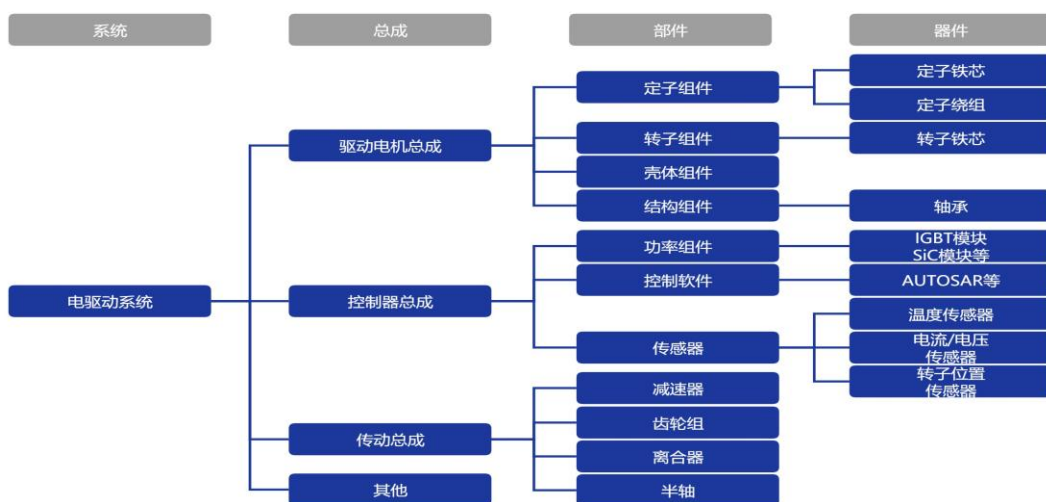 系统
总成
部件
器件
定子组件
定子铁芯
定子绕组
驱动电机总成
转子组件
转子铁芯
壳体组件
结构组件
轴承
功率组件
IGBT模块
SiC模块等
控制软件
AUTOSAR等
电驱动系统
控制器总成
温度传感器
传感器
电流/电压
传感器
转子位置
传感器
减速器
齿轮组
传动总成
离合器
其他
半轴